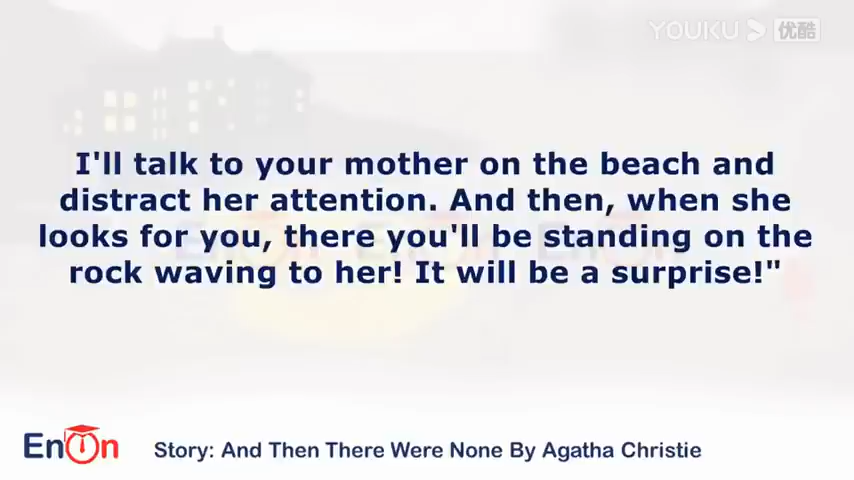 YOUKU 优酷
I'll talk to your mother on the beach and
distract her attention. And then, when she
looks for you, there you'll be standing on the
rock waving to her! It will be a surprise!"
EnOn
Story: And Then There Were None By Agatha Christie